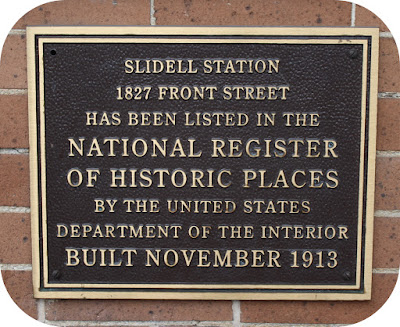 SLIDELL STATION
1827 FRONT STREET
HAS BEEN LISTED IN THE
NATIONAL REGISTER
OF HISTORIC PLACES
BY THE UNITED STATES
DEPARTMENT OF THE INTERIOR
BUILT NOVEMBER 1913